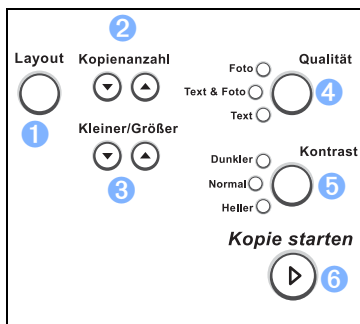 2
Layout
Kopienanzahl
1
Kleiner/Größer
3
Qualität
Foto
Text & Foto
Text
4
Kontrast
Dunkler
Normal
Heller
5
Kopie starten
6